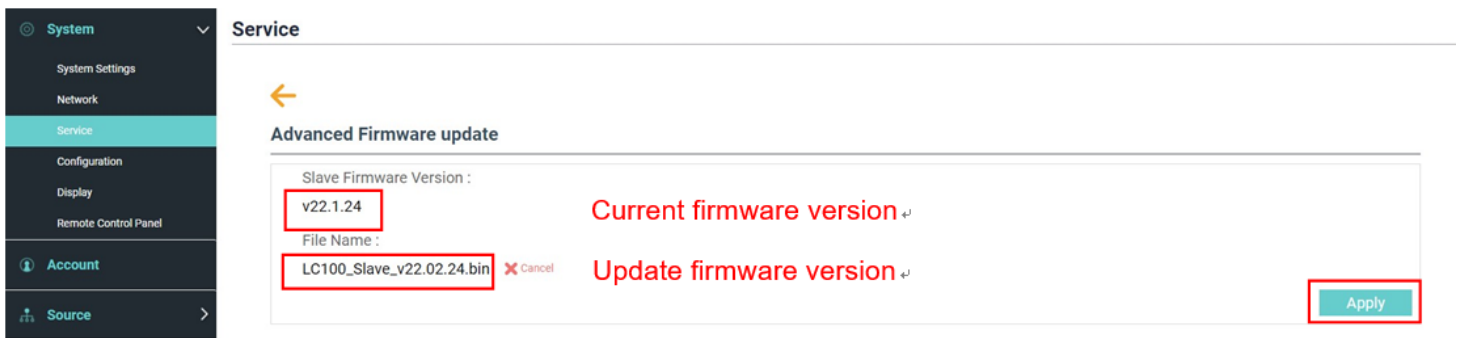 System
System Settings
Network
Service
Configuration
Display
Remote Control Panel
Account
Source
Service
Advanced Firmware update
Slave Firmware Version :
v22.1.24
Current firmware version
File Name :
LC100_Slave_v22.02.24.bin Cancel
Update firmware version
Apply